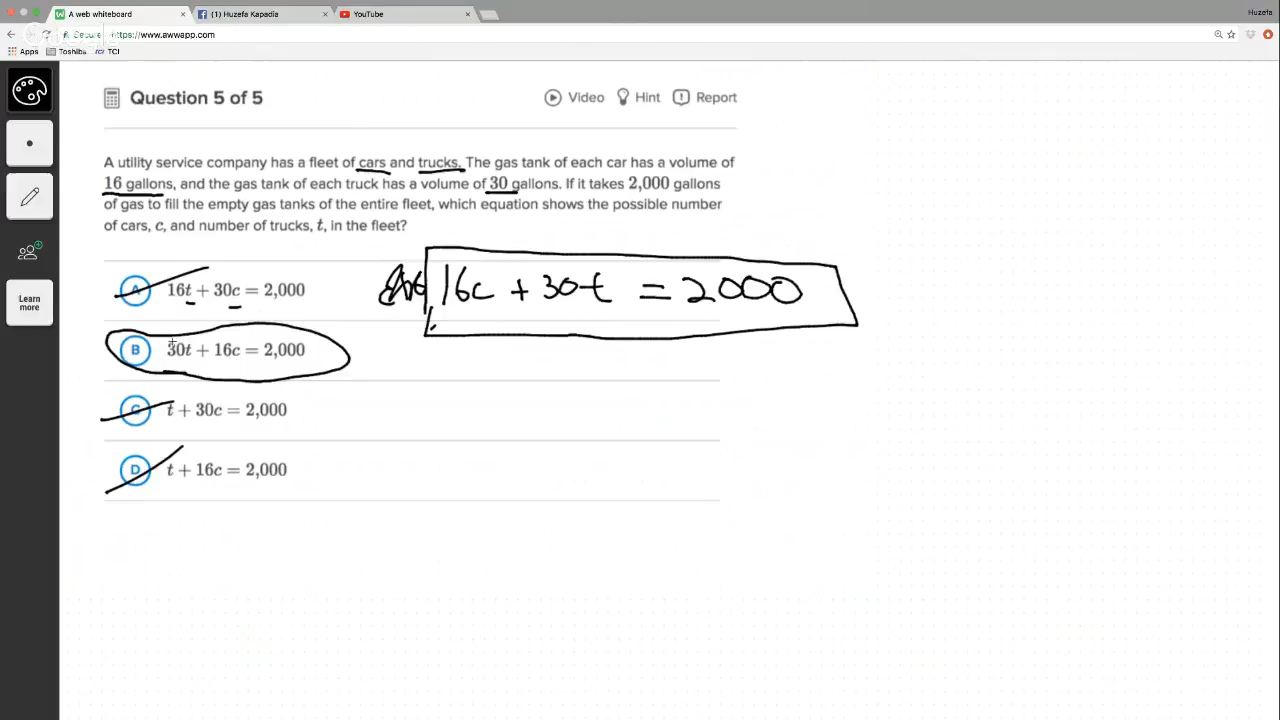 A web whiteboard
(1) Huzefa Kapadia
YouTube
Huzefa
Secure https://www.awwapp.com
Apps Toshiba TCI
Question 5 of 5
Video Hint Report
A utility service company has a fleet of cars and trucks. The gas tank of each car has a volume of
16 gallons, and the gas tank of each truck has a volume of 30 gallons. If it takes 2,000 gallons
of gas to fill the empty gas tanks of the entire fleet, which equation shows the possible number
of cars, c, and number of trucks, t, in the fleet?
A 16t + 30c = 2,000
16c + 30t = 2000
B 30t + 16c = 2,000
C t + 30c = 2,000
D t + 16c = 2,000
Learn
more